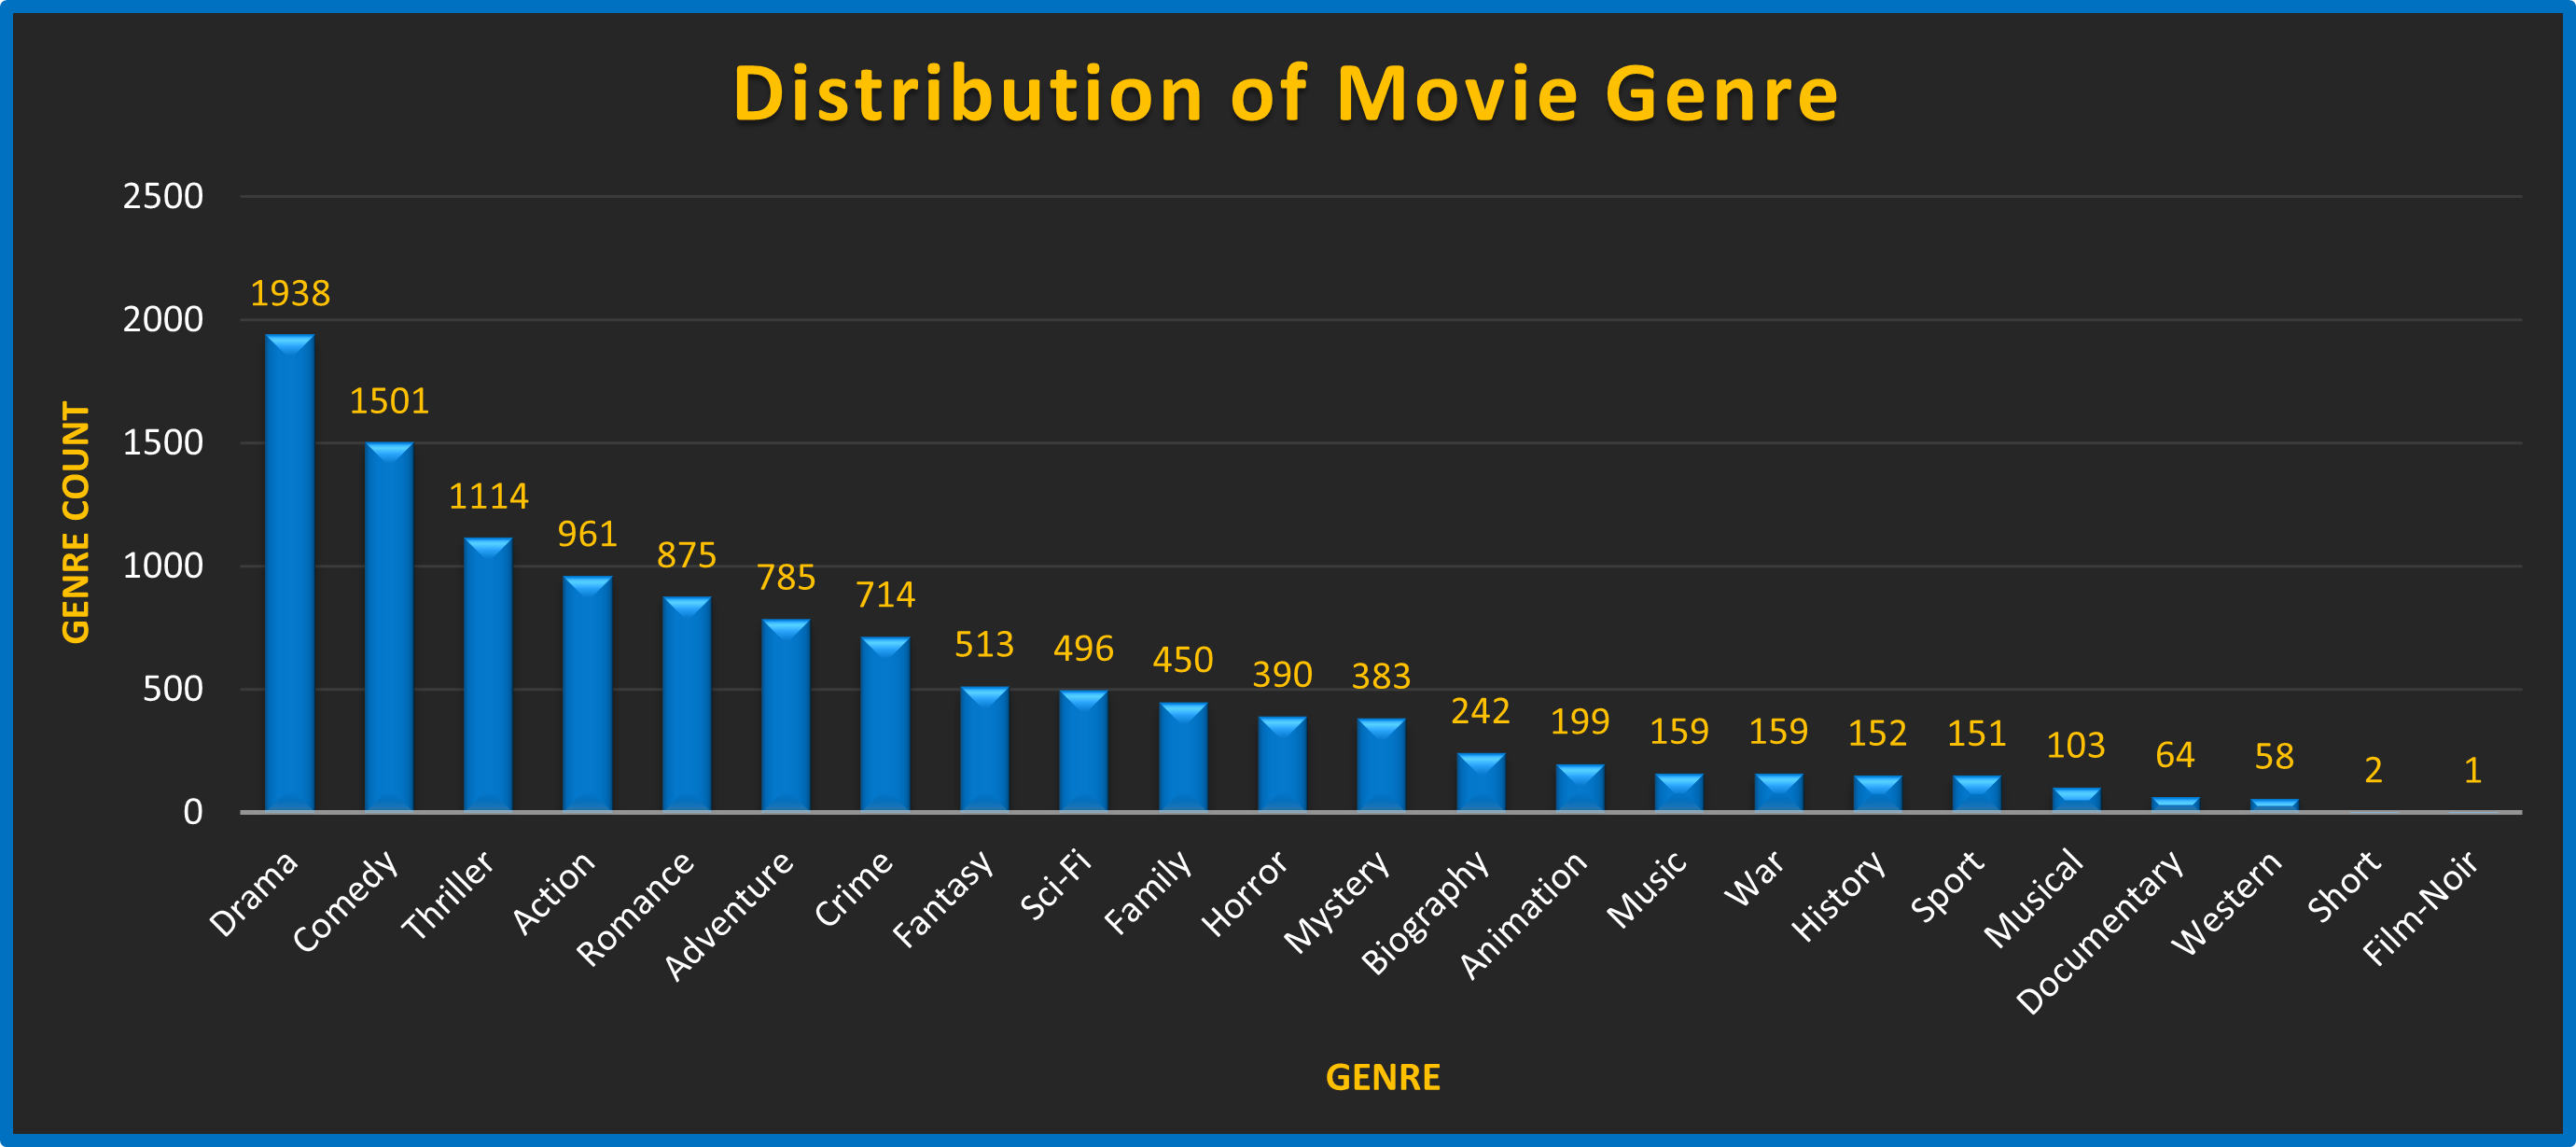 Distribution of Movie Genre
GENRE COUNT
2500
2000
1500
1000
500
0
1938
1501
1114
961
875
785
714
513
496
450
390
383
242
199
159
159
152
151
103
64
58
2
1
Drama
Comedy
Thriller
Action
Romance
Adventure
Crime
Fantasy
Sci-Fi
Family
Horror
Mystery
Biography
Animation
Music
War
History
Sport
Musical
Documentary
Western
Short
Film-Noir
GENRE